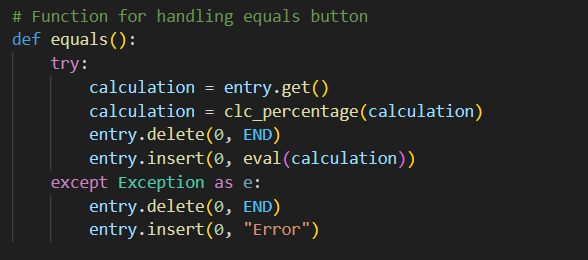 # Function for handling equals button
def equals():
    try:
        calculation = entry.get()
        calculation = clc_percentage(calculation)
        entry.delete(0, END)
        entry.insert(0, eval(calculation))
    except Exception as e:
        entry.delete(0, END)
        entry.insert(0, "Error")